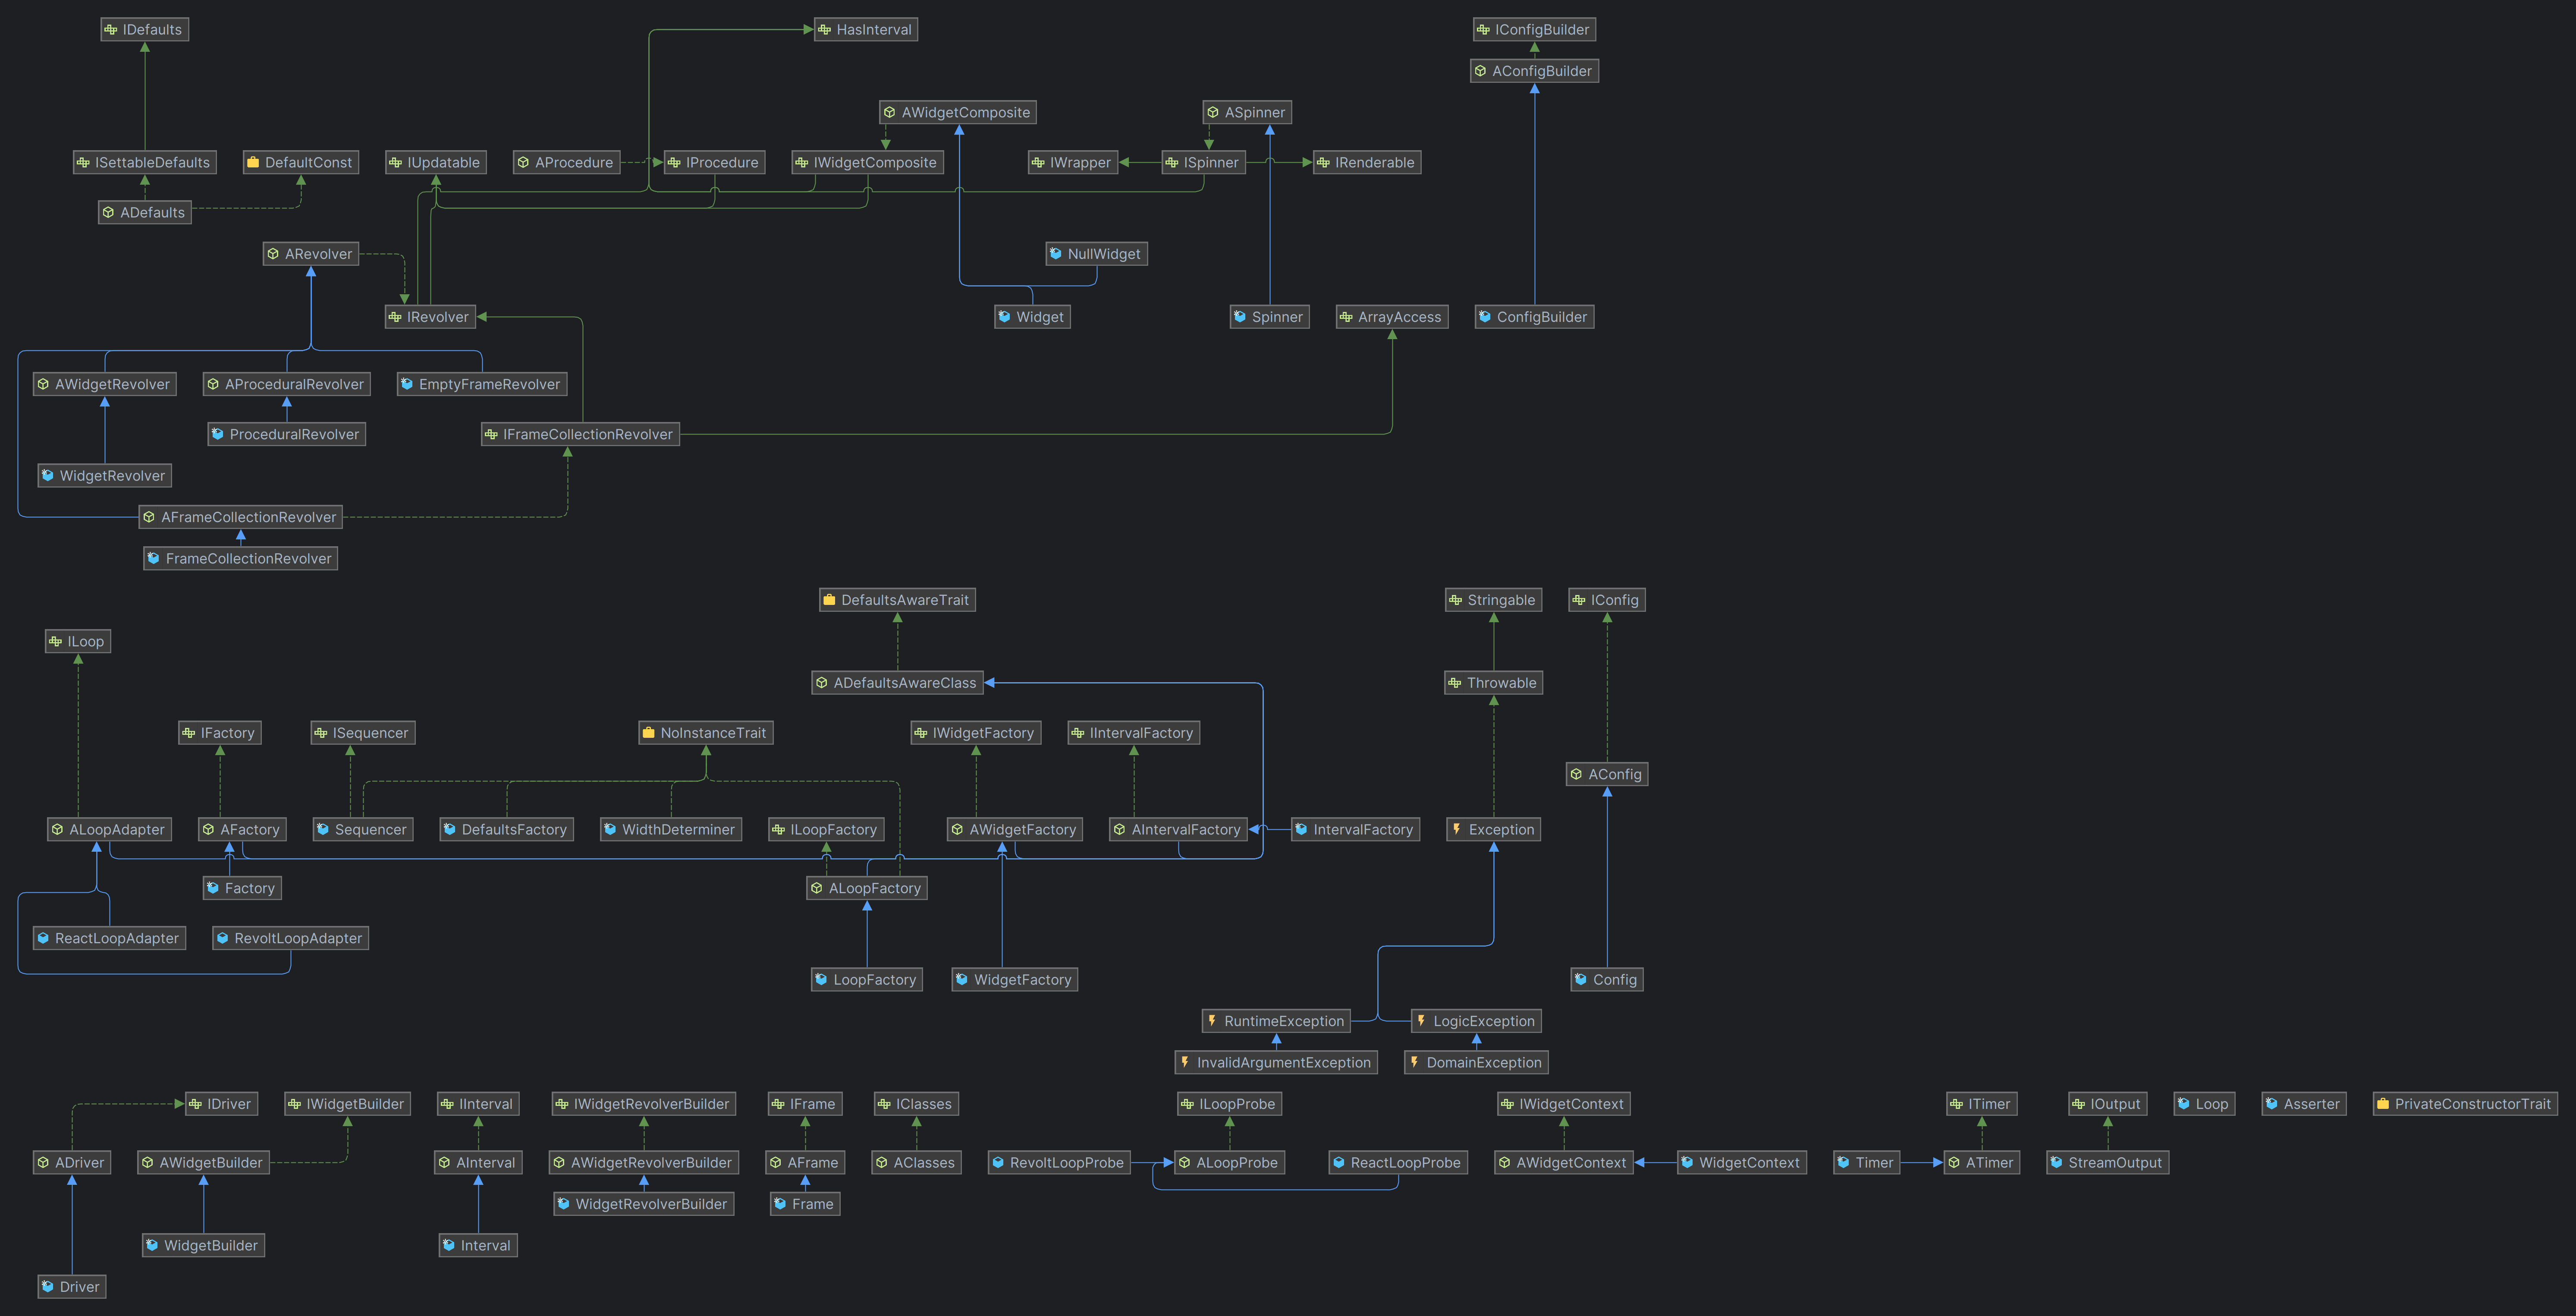 IDefaults
HasInterval
IConfigBuilder
AConfigBuilder
AWidgetComposite
ASpinner
ISettableDefaults
DefaultConst
IUpdatable
AProcedure
IProcedure
IWidgetComposite
IWrapper
ISpinner
IRenderable
ADefaults
ARevolver
NullWidget
IRevolver
Widget
Spinner
ArrayAccess
ConfigBuilder
AWidgetRevolver
AProceduralRevolver
EmptyFrameRevolver
ProceduralRevolver
IFrameCollectionRevolver
WidgetRevolver
AFrameCollectionRevolver
FrameCollectionRevolver
DefaultsAwareTrait
Stringable
IConfig
ILoop
ADefaultsAwareClass
Throwable
IFactory
ISequencer
NoInstanceTrait
IWidgetFactory
IIntervalFactory
AConfig
ALoopAdapter
AFactory
Sequencer
DefaultsFactory
WidthDeterminer
ILoopFactory
AWidgetFactory
AIntervalFactory
IntervalFactory
Exception
Factory
ALoopFactory
ReactLoopAdapter
RevoltLoopAdapter
LoopFactory
WidgetFactory
Config
RuntimeException
LogicException
InvalidArgumentException
DomainException
IDriver
IWidgetBuilder
IInterval
IWidgetRevolverBuilder
IFrame
IClasses
ILoopProbe
IWidgetContext
ITimer
IOutput
Loop
Asserter
PrivateConstructorTrait
ADriver
AWidgetBuilder
AInterval
AWidgetRevolverBuilder
AFrame
AClasses
RevoltLoopProbe
ALoopProbe
ReactLoopProbe
AWidgetContext
WidgetContext
Timer
ATimer
StreamOutput
WidgetRevolverBuilder
Frame
WidgetBuilder
Interval
Driver